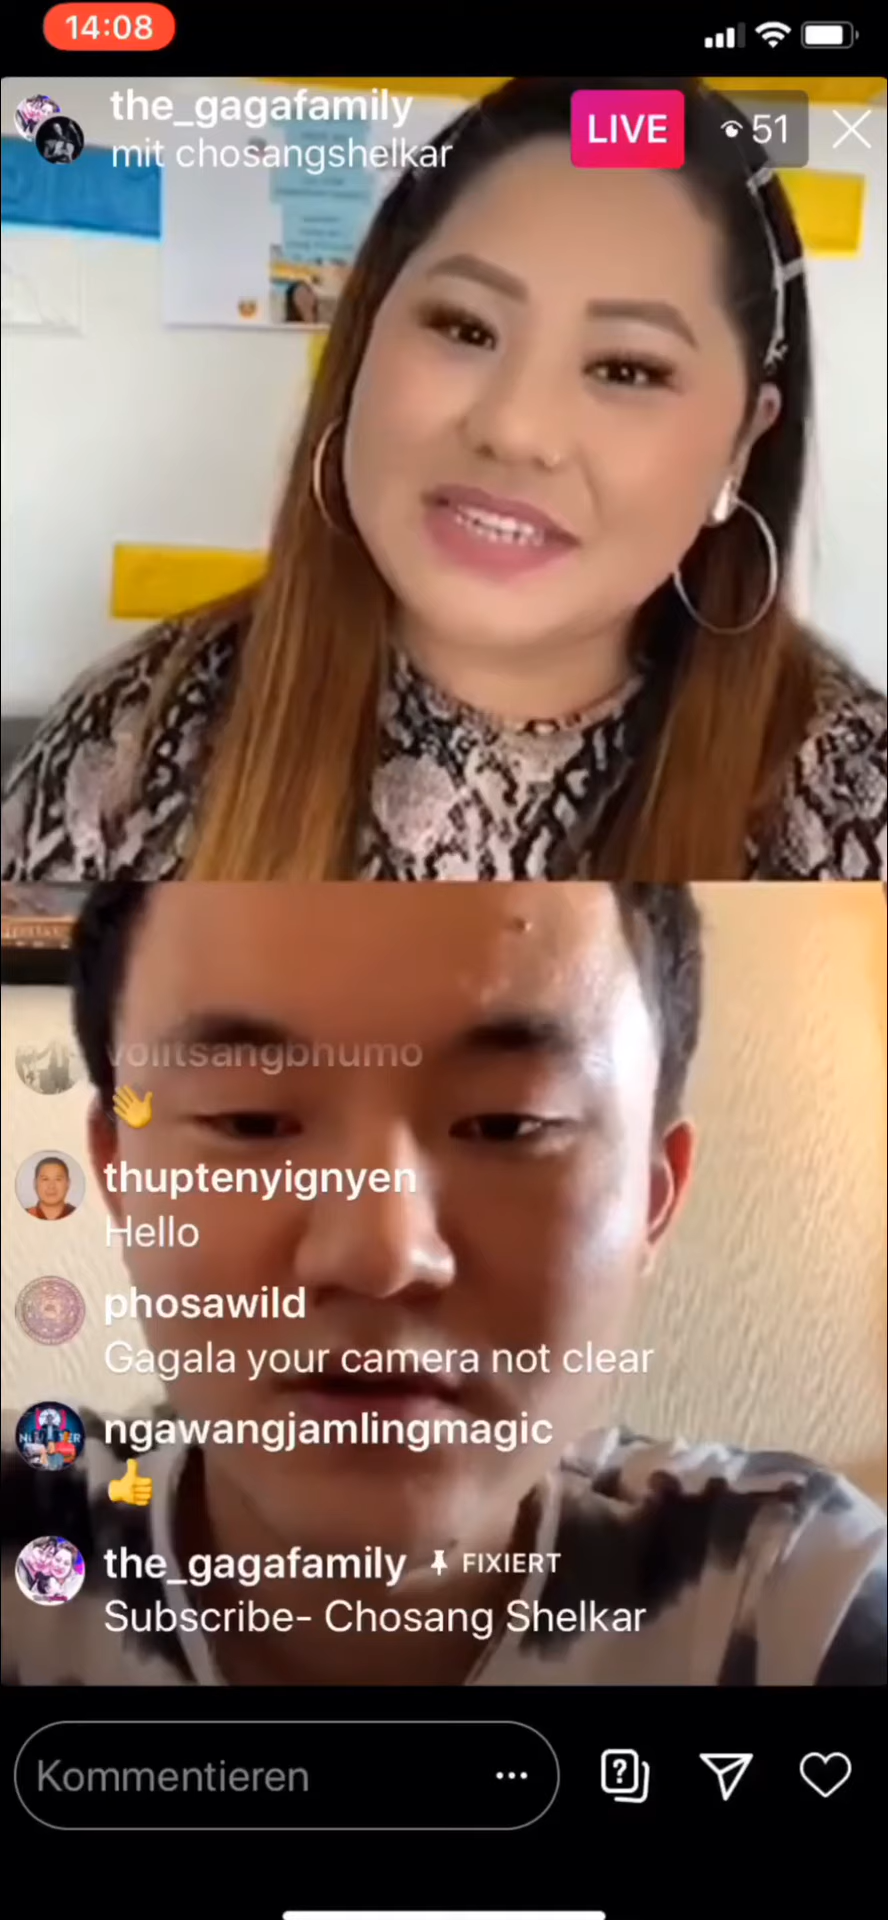 14:08
the_gagafamily
mit chosangshelkar
LIVE
51
thuptenyignyen
Hello
phosawild
Gagala your camera not clear
ngawangjamlingmagic
the_gagafamily FIXIERT
Subscribe- Chosang Shelkar
Kommentieren